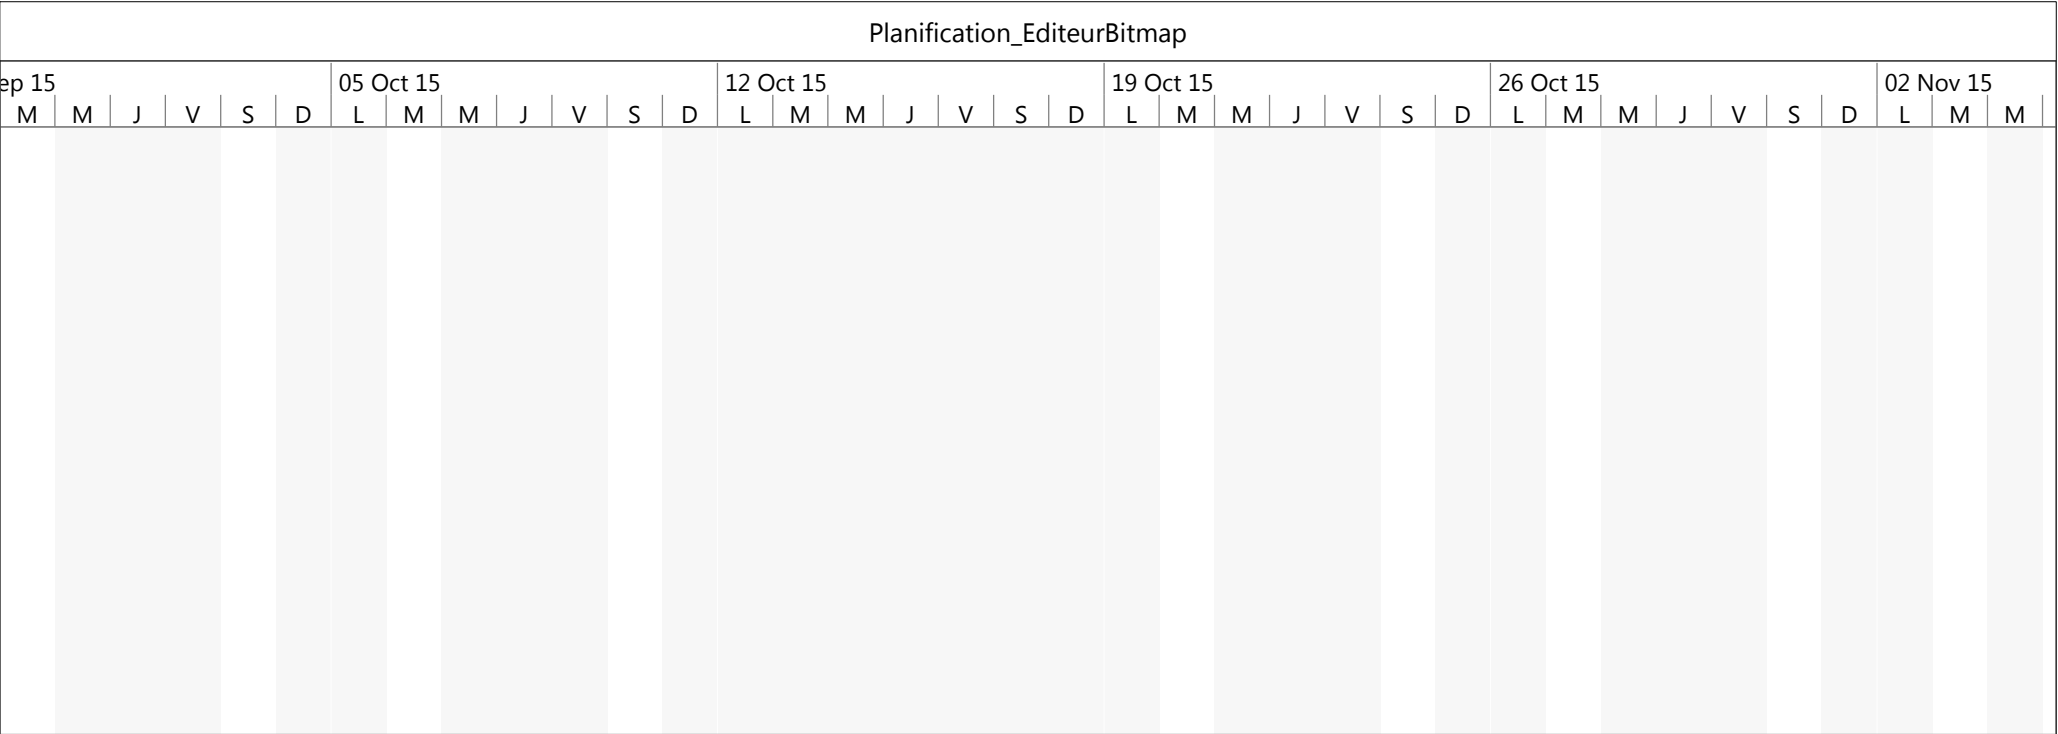 Planification_EditeurBitmap
ep 15 05 Oct 15 12 Oct 15 19 Oct 15 26 Oct 15 02 Nov 15
M M J V S D L M M J V S D L M M J V S D L M M J V S D L M M J V S D L M M